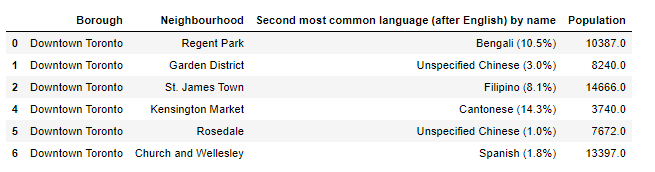 Borough Neighbourhood Second most common language (after English) by name Population
0 Downtown Toronto Regent Park Bengali (10.5%) 10387.0
1 Downtown Toronto Garden District Unspecified Chinese (3.0%) 8240.0
2 Downtown Toronto St. James Town Filipino (8.1%) 14666.0
4 Downtown Toronto Kensington Market Cantonese (14.3%) 3740.0
5 Downtown Toronto Rosedale Unspecified Chinese (1.0%) 7672.0
6 Downtown Toronto Church and Wellesley Spanish (1.8%) 13397.0